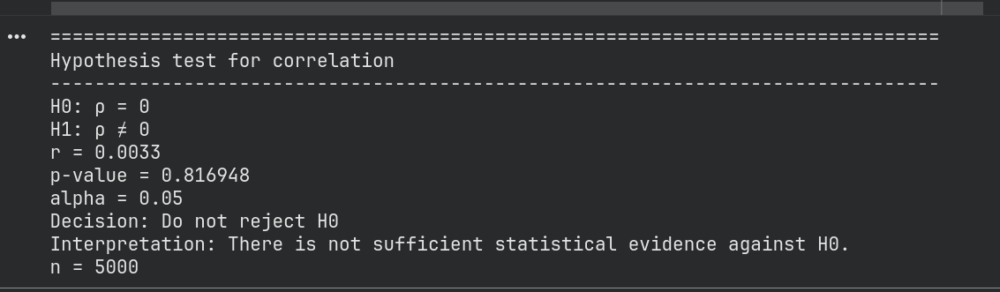 ================================================================================
Hypothesis test for correlation
--------------------------------------------------------------------------------
H0: ρ = 0
H1: ρ ≠ 0
r = 0.0033
p-value = 0.816948
alpha = 0.05
Decision: Do not reject H0
Interpretation: There is not sufficient statistical evidence against H0.
n = 5000